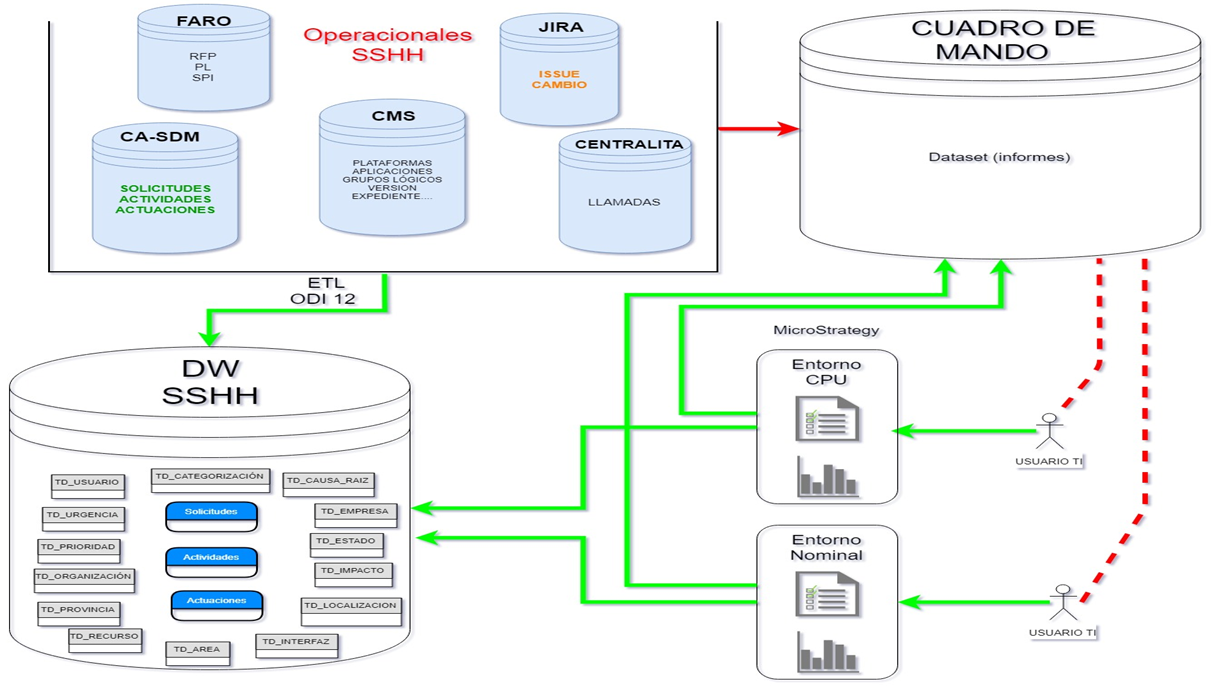 FARO
RFP
PL
SPI
Operacionales
SSHH
JIRA
ISSUE
CAMBIO
CUADRO DE
MANDO
Dataset (informes)
CA-SDM
SOLICITUDES
ACTIVIDADES
ACTUACIONES
CMS
PLATAFORMAS
APLICACIONES
GRUPOS LÓGICOS
VERSION
EXPEDIENTE....
CENTRALITA
LLAMADAS
ETL
ODI 12
DW
SSHH
TD_USUARIO
TD_CATEGORIZACIÓN
TD_CAUSA_RAIZ
TD_URGENCIA
Solicitudes
TD_EMPRESA
TD_PRIORIDAD
Actividades
TD_ESTADO
TD_ORGANIZACIÓN
TD_IMPACTO
TD_PROVINCIA
Actuaciones
TD_LOCALIZACION
TD_RECURSO
TD_AREA
TD_INTERFAZ
MicroStrategy
Entorno
CPU
USUARIO TI
Entorno
Nominal
USUARIO TI